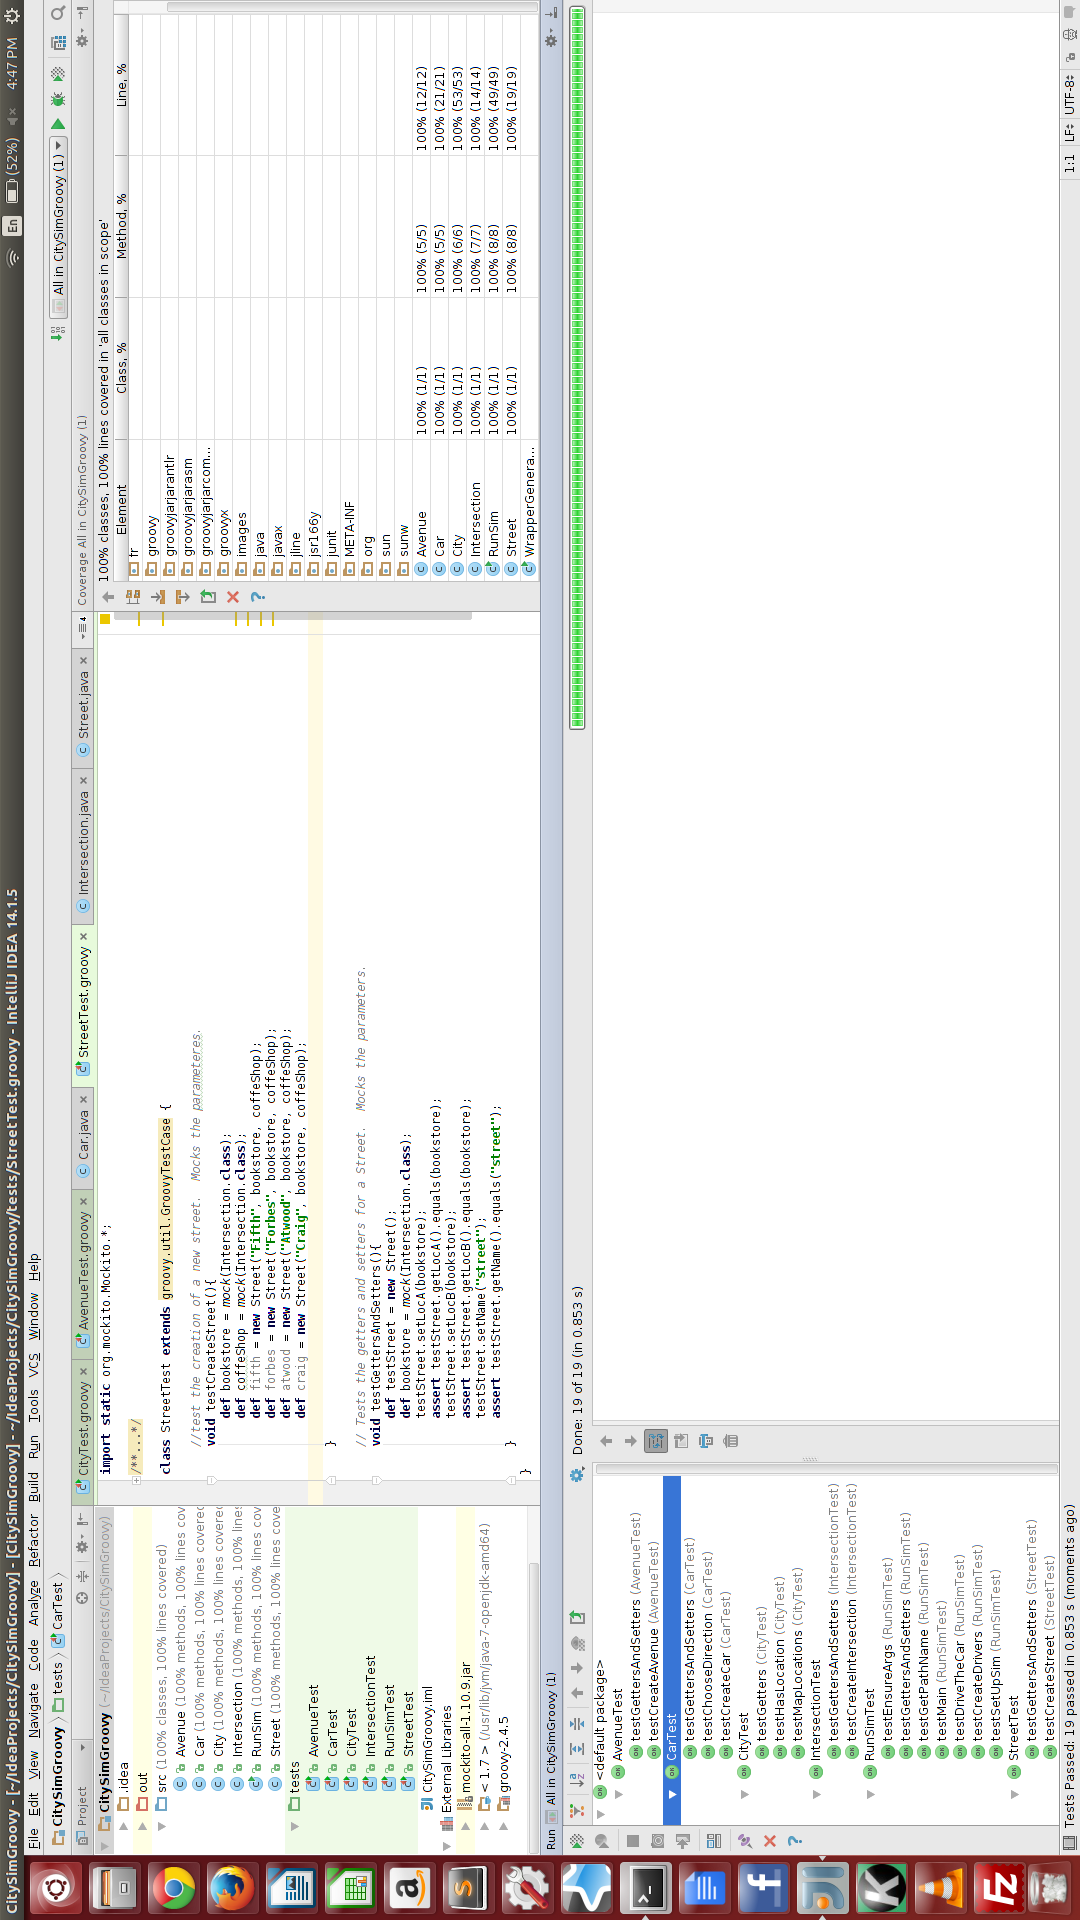 CitySimGroovy - [~/IdeaProjects/CitySimGroovy] - [CitySimGroovy] - ~/IdeaProjects/CitySimGroovy/tests/StreetTest.groovy - IntelliJ IDEA 14.1.5
En (52%) 4:47 PM
File Edit View Navigate Code Analyze Refactor Build Run Tools VCS Window Help
CitySimGroovy tests CarTest
All in CitySimGroovy (1)
Project
CityTest.groovy × AvenueTest.groovy × Car.java × StreetTest.groovy × Intersection.java × Street.java × 4
Coverage All in CitySimGroovy (1)
CitySimGroovy (~/IdeaProjects/CitySimGroovy)
.idea
out
src (100% classes, 100% lines covered)
Avenue (100% methods, 100% lines cov
Car (100% methods, 100% lines covered
City (100% methods, 100% lines covered
Intersection (100% methods, 100% lines
RunSim (100% methods, 100% lines cov
Street (100% methods, 100% lines cove
tests
AvenueTest
CarTest
CityTest
IntersectionTest
RunSimTest
StreetTest
CitySimGroovy.iml
External Libraries
mockito-all-1.10.9.jar
< 1.7 > (/usr/lib/jvm/java-7-openjdk-amd64)
groovy-2.4.5
import static org.mockito.Mockito.*;
/**...*/
class StreetTest extends groovy.util.GroovyTestCase {
//test the creation of a new street.  Mocks the parameteres.
void testCreateStreet(){
def bookstore = mock(Intersection.class);
def coffeShop = mock(Intersection.class);
def fifth = new Street("Fifth", bookstore, coffeShop);
def forbes = new Street("Forbes", bookstore, coffeShop);
def atwood = new Street("Atwood", bookstore, coffeShop);
def craig = new Street("Craig", bookstore, coffeShop);
}
// Tests the getters and setters for a Street.  Mocks the parameters.
void testGettersAndSetters(){
def testStreet = new Street();
def bookstore = mock(Intersection.class);
testStreet.setLocA(bookstore);
assert testStreet.getLocA().equals(bookstore);
testStreet.setLocB(bookstore);
assert testStreet.getLocB().equals(bookstore);
testStreet.setName("street");
assert testStreet.getName().equals("street");
}
}
100% classes, 100% lines covered in 'all classes in scope'
Element Class, % Method, % Line, %
fr
groovy
groovyjarjarantlr
groovyjarjarasm
groovyjarjarcom...
groovyx
images
java
javax
jline
jsr166y
junit
META-INF
org
sun
sunw
Avenue 100% (1/1) 100% (5/5) 100% (12/12)
Car 100% (1/1) 100% (5/5) 100% (21/21)
City 100% (1/1) 100% (6/6) 100% (53/53)
Intersection 100% (1/1) 100% (7/7) 100% (14/14)
RunSim 100% (1/1) 100% (8/8) 100% (49/49)
Street 100% (1/1) 100% (8/8) 100% (19/19)
WrapperGenera...
Run All in CitySimGroovy (1)
Done: 19 of 19 (in 0.853 s)
<default package>
AvenueTest
testGettersAndSetters (AvenueTest)
testCreateAvenue (AvenueTest)
CarTest
testGettersAndSetters (CarTest)
testChooseDirection (CarTest)
testCreateCar (CarTest)
CityTest
testGetters (CityTest)
testHasLocation (CityTest)
testMapLocations (CityTest)
IntersectionTest
testGettersAndSetters (IntersectionTest)
testCreateIntersection (IntersectionTest)
RunSimTest
testEnsureArgs (RunSimTest)
testGettersAndSetters (RunSimTest)
testGetPathName (RunSimTest)
testMain (RunSimTest)
testDriveTheCar (RunSimTest)
testCreateDrivers (RunSimTest)
testSetUpSim (RunSimTest)
StreetTest
testGettersAndSetters (StreetTest)
testCreateStreet (StreetTest)
Tests Passed: 19 passed in 0.853 s (moments ago)
1:1 LF UTF-8